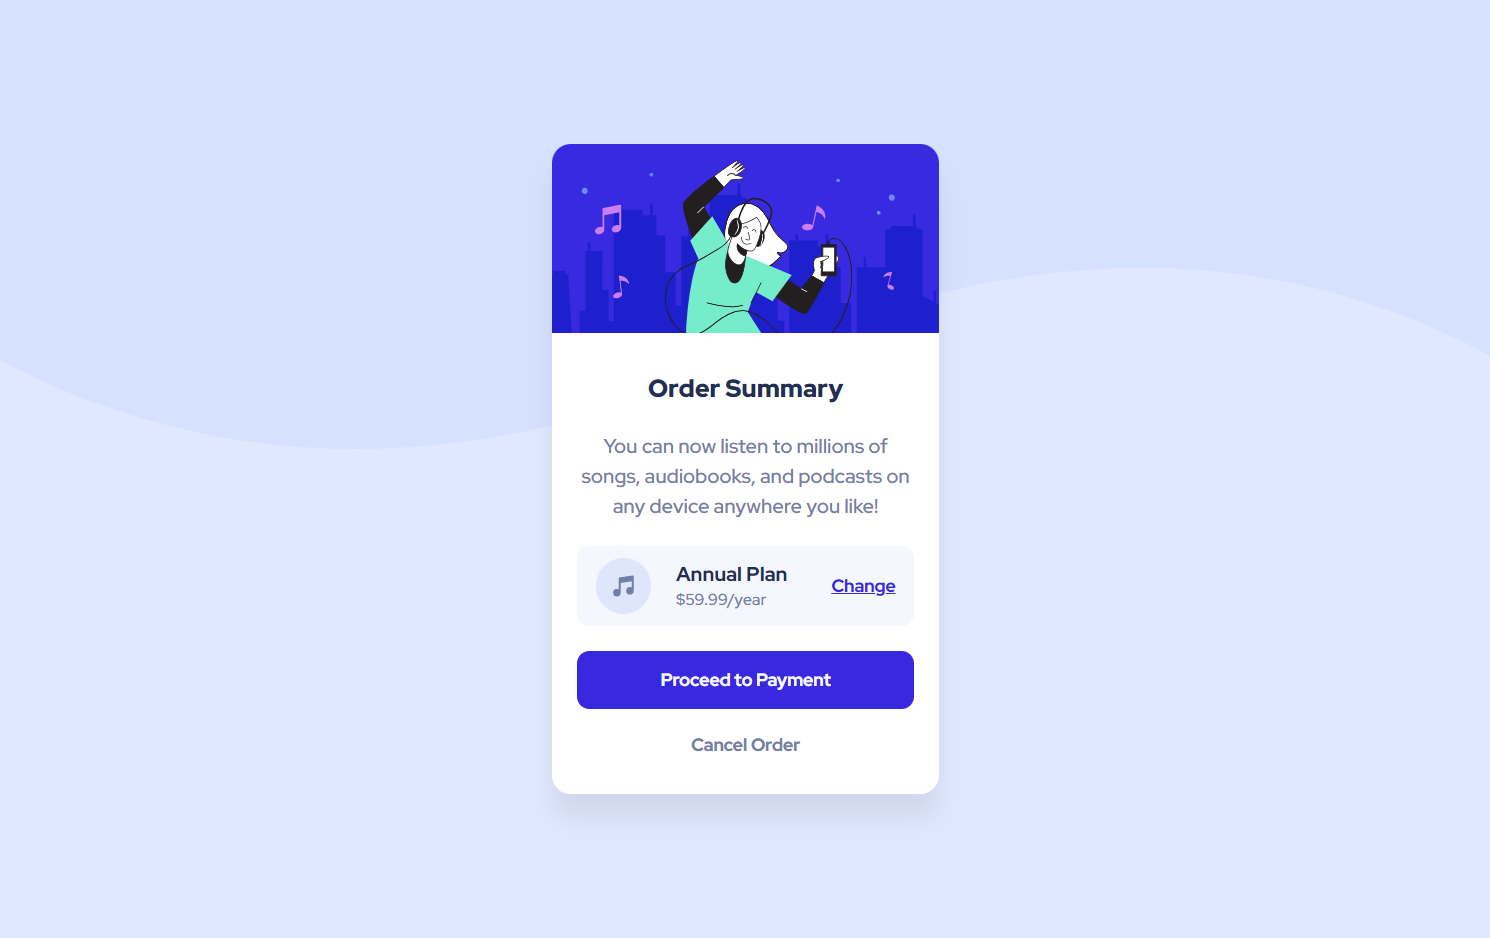 Order Summary
You can now listen to millions of
songs, audiobooks, and podcasts on
any device anywhere you like!
Annual Plan
$59.99/year
Change
Proceed to Payment
Cancel Order